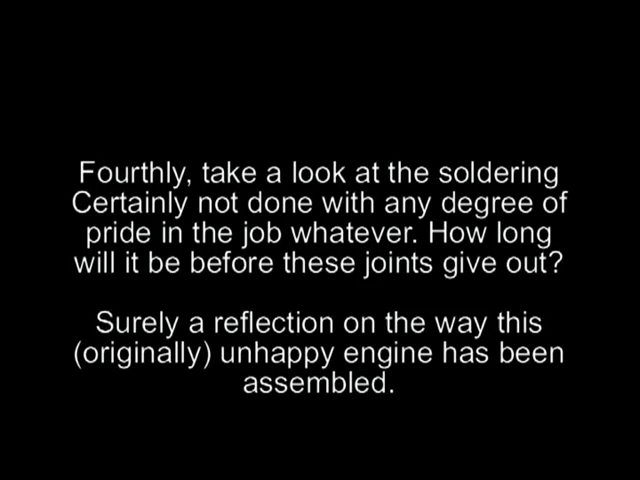 Fourthly, take a look at the soldering
Certainly not done with any degree of
pride in the job whatever. How long
will it be before these joints give out?
Surely a reflection on the way this
(originally) unhappy engine has been
assembled.